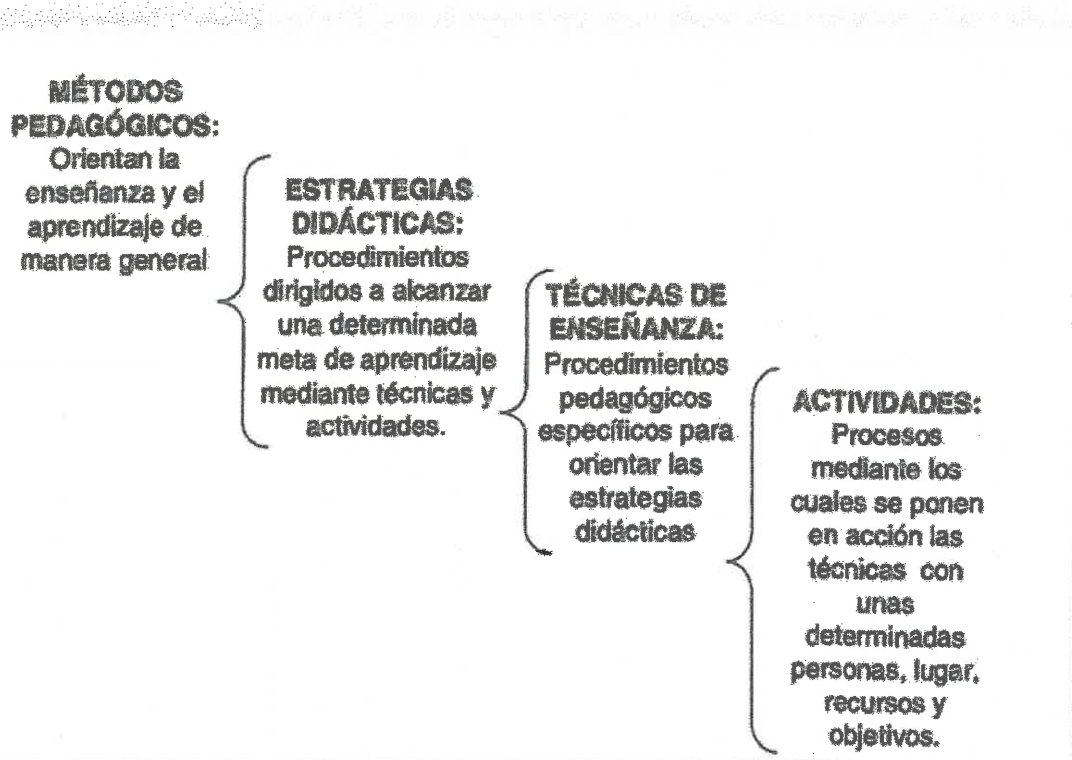 MÉTODOS
PEDAGÓGICOS:
Orientan la
enseñanza y el
aprendizaje de
manera general
ESTRATEGIAS
DIDÁCTICAS:
Procedimientos
dirigidos a alcanzar
una determinada
meta de aprendizaje
mediante técnicas y
actividades.
TÉCNICAS DE
ENSEÑANZA:
Procedimientos
pedagógicos
específicos para
orientar las
estrategias
didácticas
ACTIVIDADES:
Procesos
mediante los
cuales se ponen
en acción las
técnicas con
unas
determinadas
personas, lugar,
recursos y
objetivos.